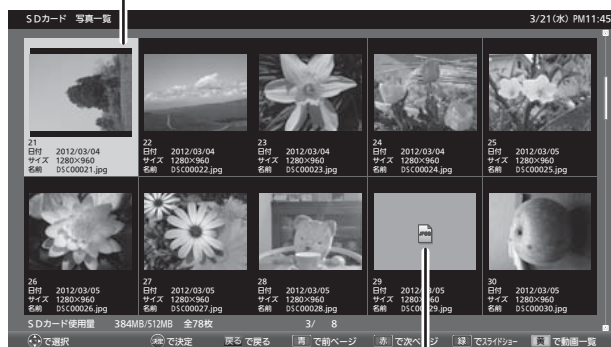 SDカード 写真一覧 3/21(水) PM11:45
21 22 23 24 25
日付 2012/03/04 日付 2012/03/04 日付 2012/03/04 日付 2012/03/04 日付 2012/03/05
サイズ 1280×960 サイズ 1280×960 サイズ 1280×960 サイズ 1280×960 サイズ 1280×960
名前 DSC00021.jpg 名前 DSC00022.jpg 名前 DSC00023.jpg 名前 DSC00024.jpg 名前 DSC00025.jpg
JPEG
26 27 28 29 30
日付 2012/03/05 日付 2012/03/05 日付 2012/03/05 日付 2012/03/05 日付 2012/03/05
サイズ 1280×960 サイズ 1280×960 サイズ 1280×960 サイズ 1280×960 サイズ 1280×960
名前 DSC00026.jpg 名前 DSC00027.jpg 名前 DSC00028.jpg 名前 DSC00029.jpg 名前 DSC00030.jpg
SDカード使用量 384MB/512MB 全78枚 3/ 8
で選択 決定 で決定 戻る で戻る 青 で前ページ 赤 で次ページ 緑 でスライドショー 黄 で動画一覧